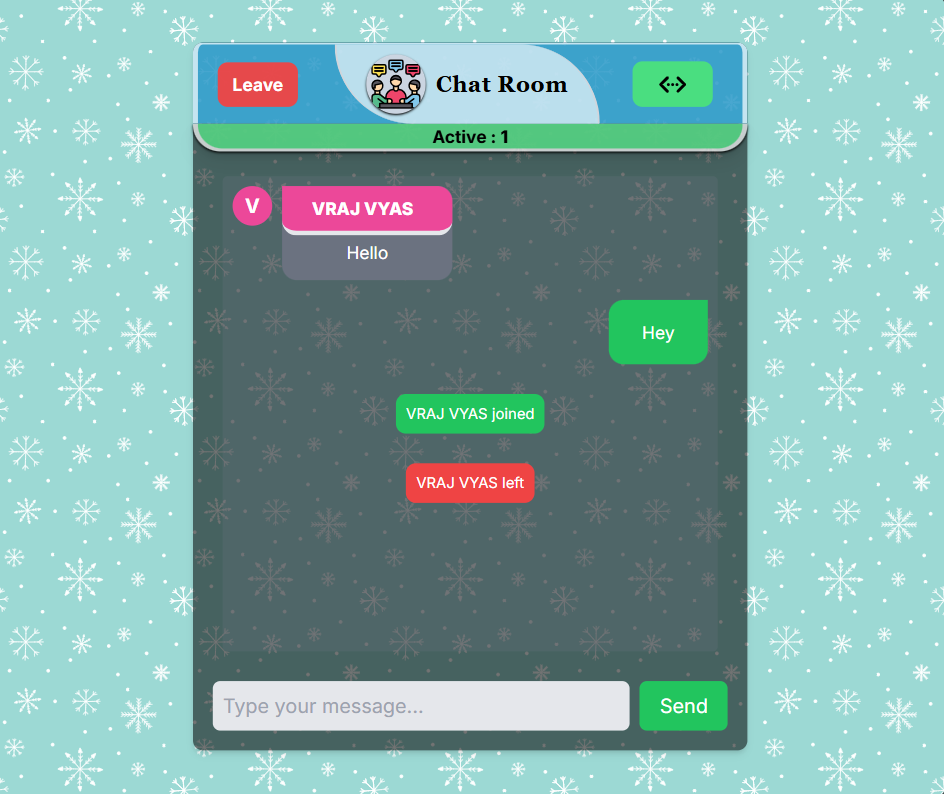 Leave
Chat Room
Active : 1
V
VRAJ VYAS
Hello
Hey
VRAJ VYAS joined
VRAJ VYAS left
Type your message...
Send